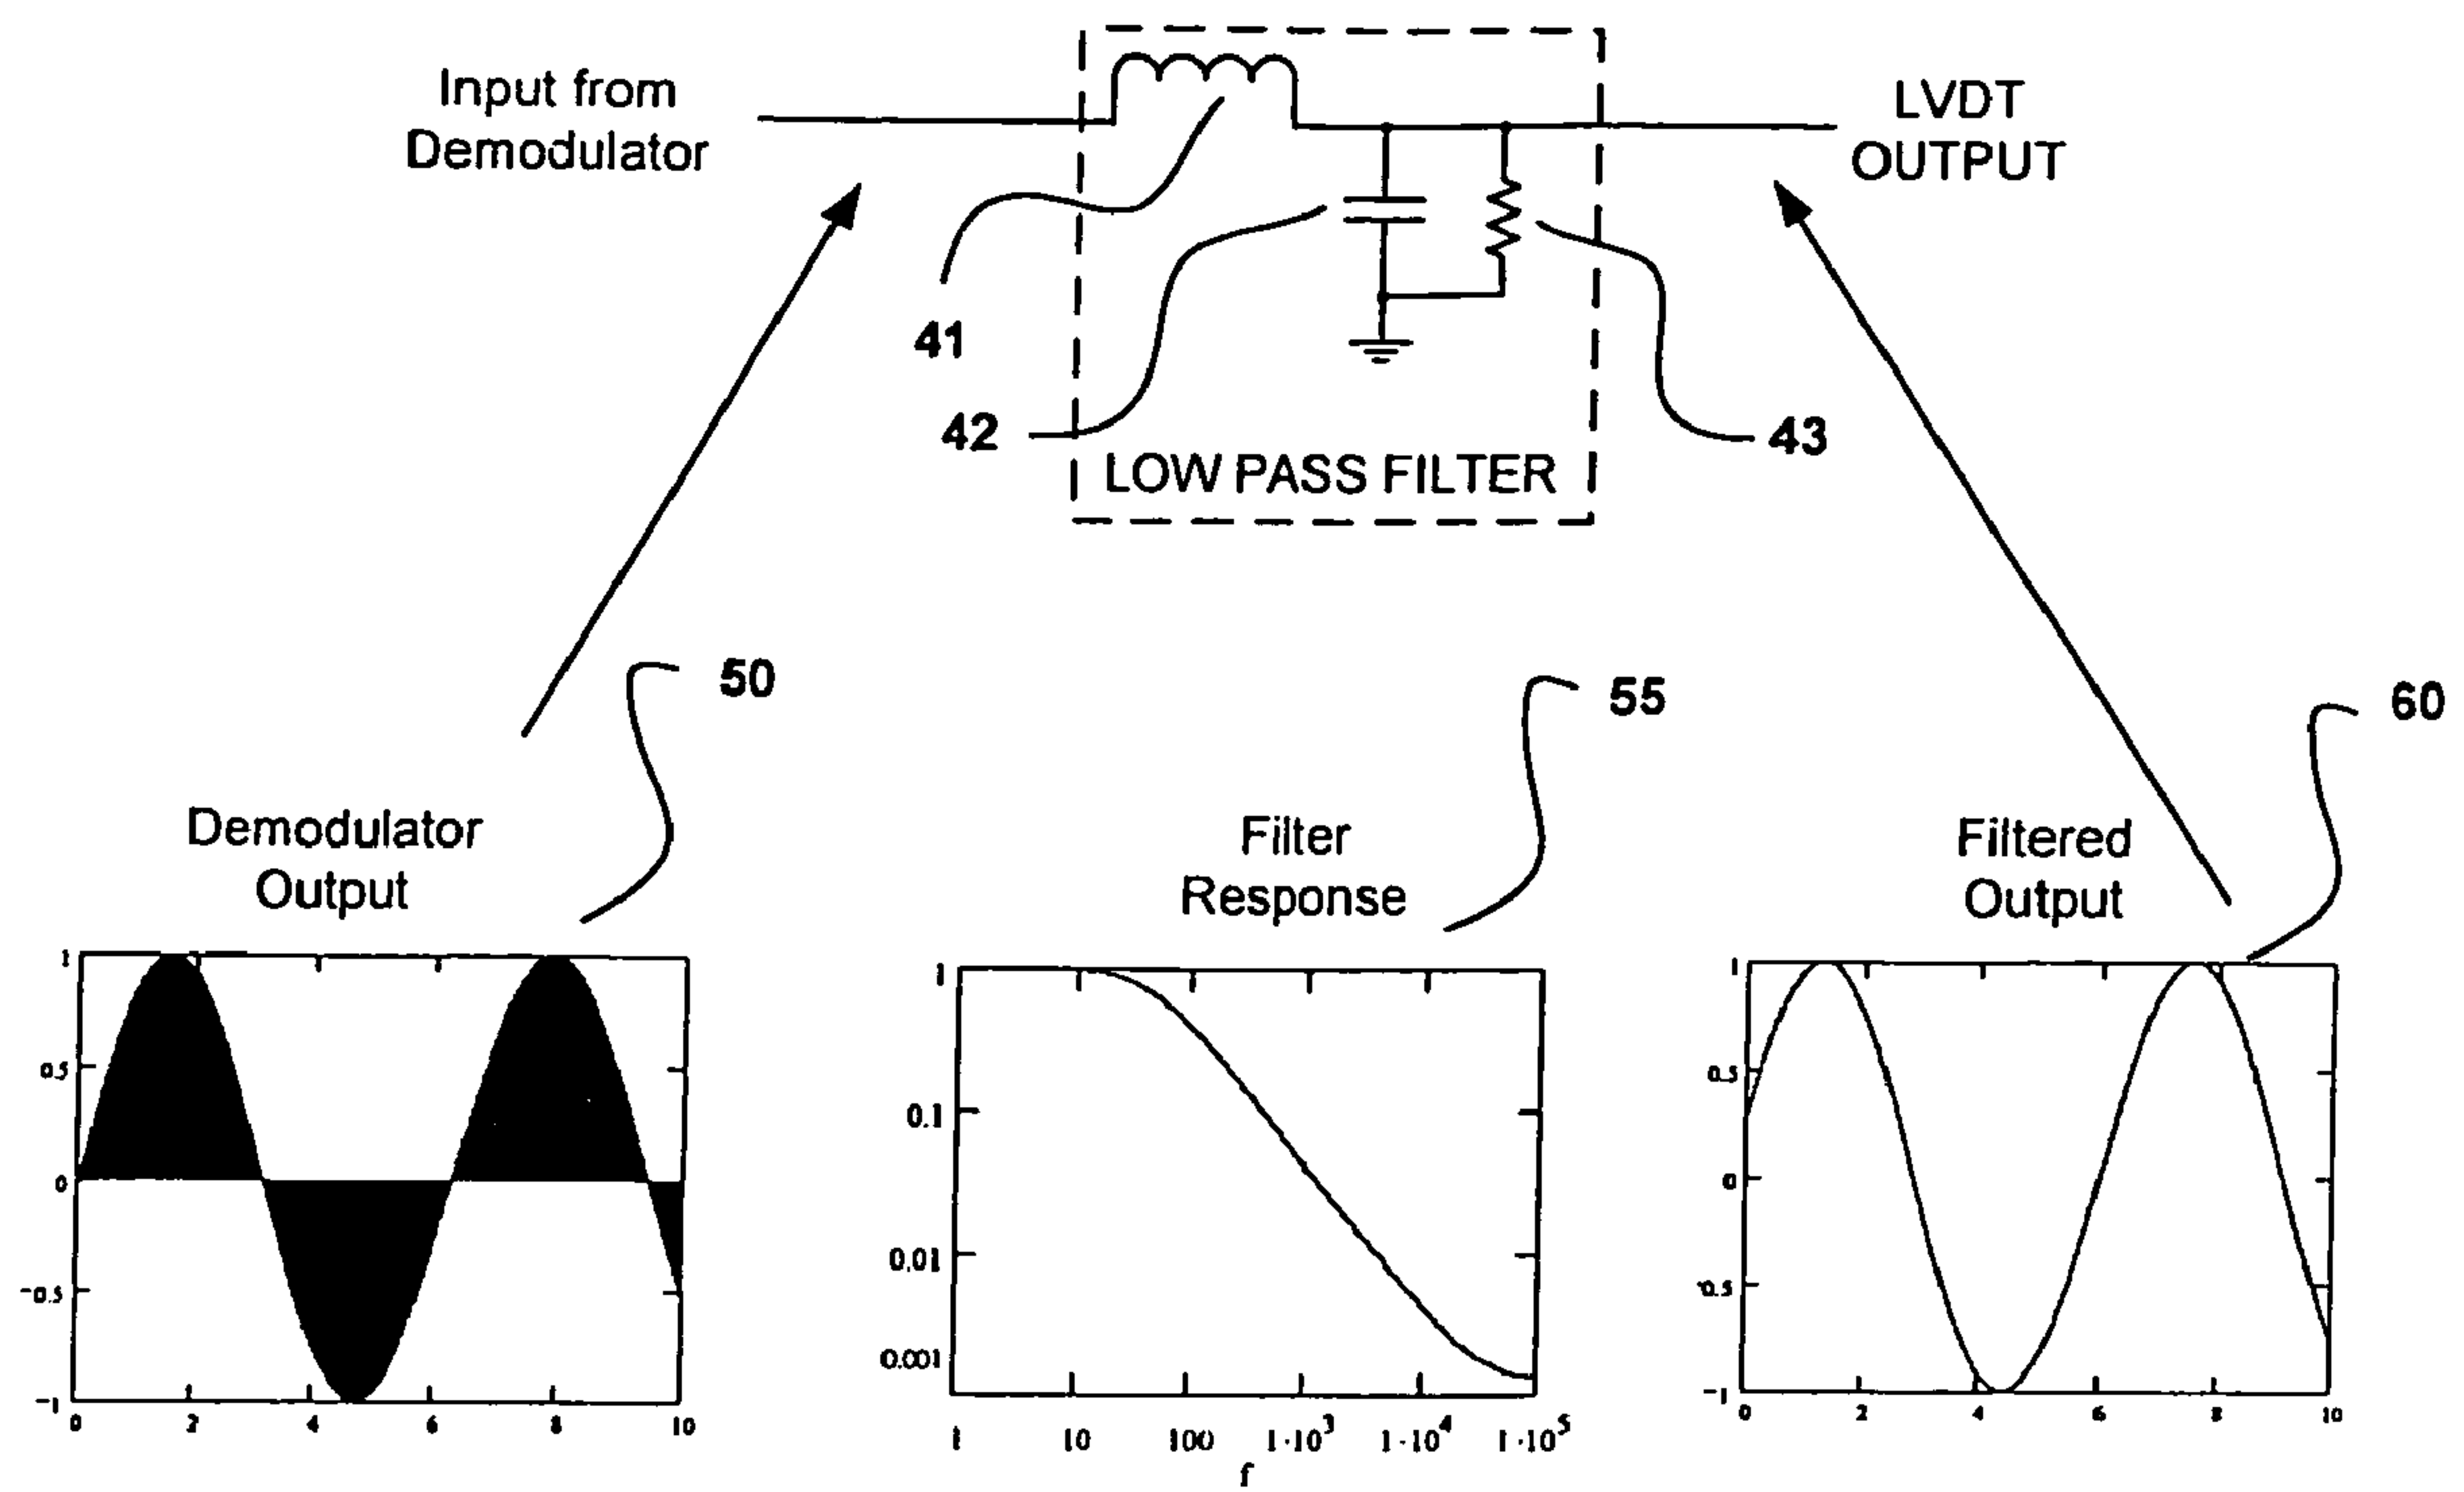 Input from
Demodulator
LVDT
OUTPUT
41
42
43
LOW PASS FILTER
50
55
60
Demodulator
Output
1
0.5
0
-0.5
-1
0 2 4 6 8 10
Filter
Response
1
0.1
0.01
0.001
1 10 100 1·10³ 1·10⁴ 1·10⁵
f
Filtered
Output
1
0.5
0
-0.5
-1
0 2 4 6 8 10